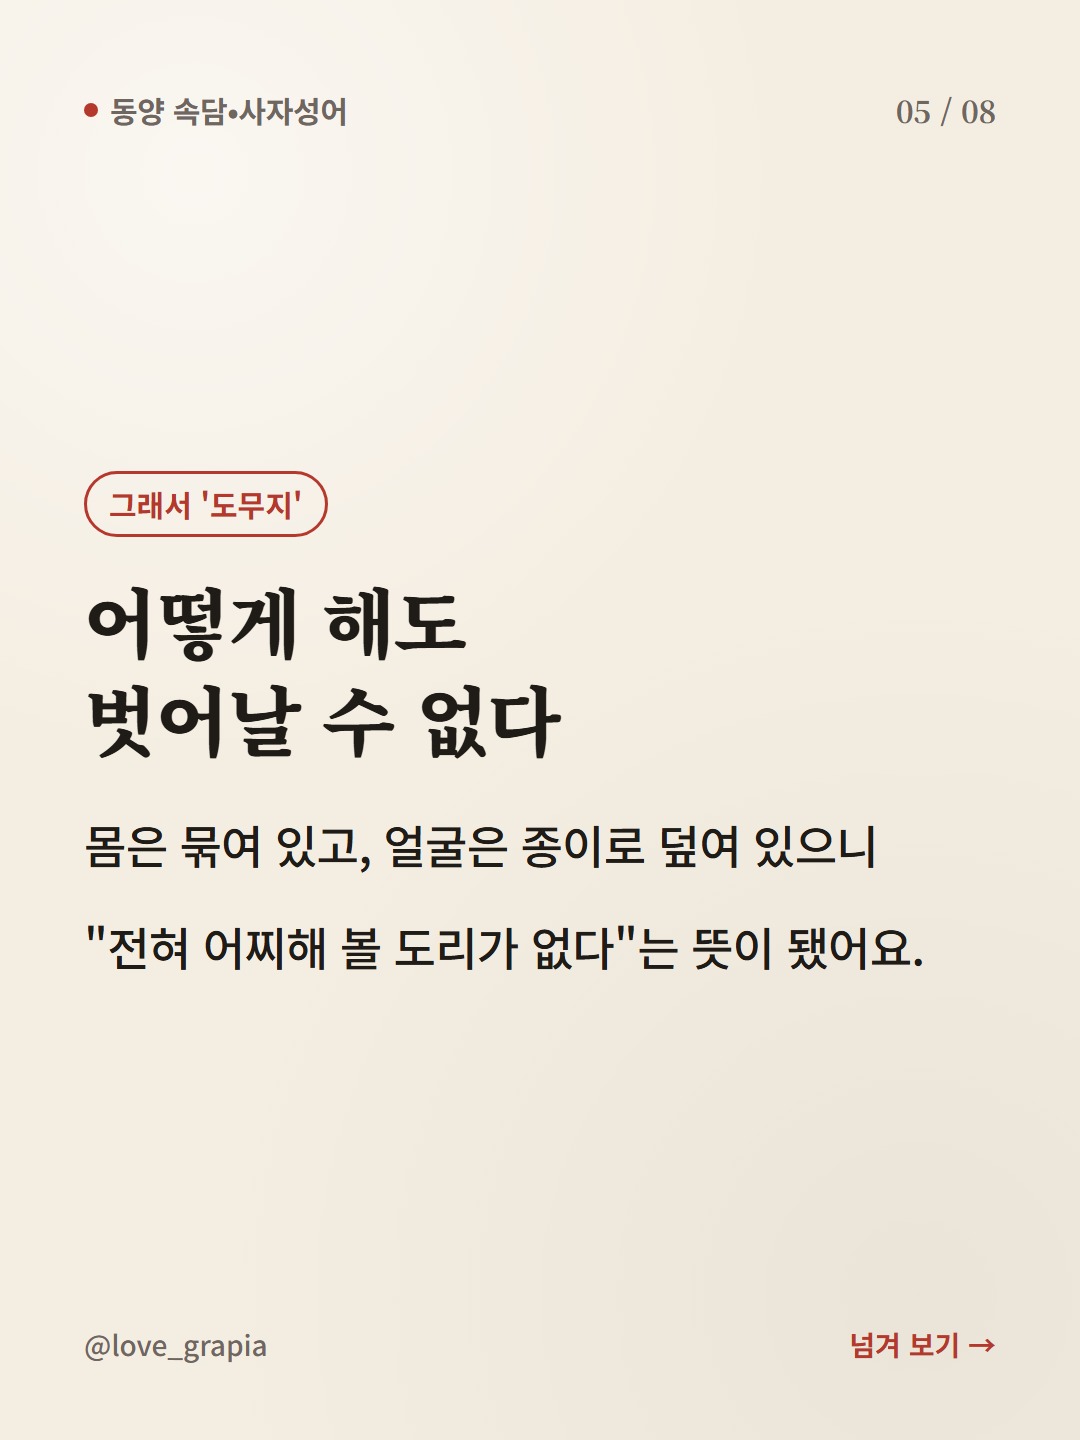 동양 속담•사자성어
05 / 08
그래서 '도무지'
어떻게 해도
벗어날 수 없다
몸은 묶여 있고, 얼굴은 종이로 덮여 있으니
"전혀 어찌해 볼 도리가 없다"는 뜻이 됐어요.
@love_grapia
넘겨 보기 →